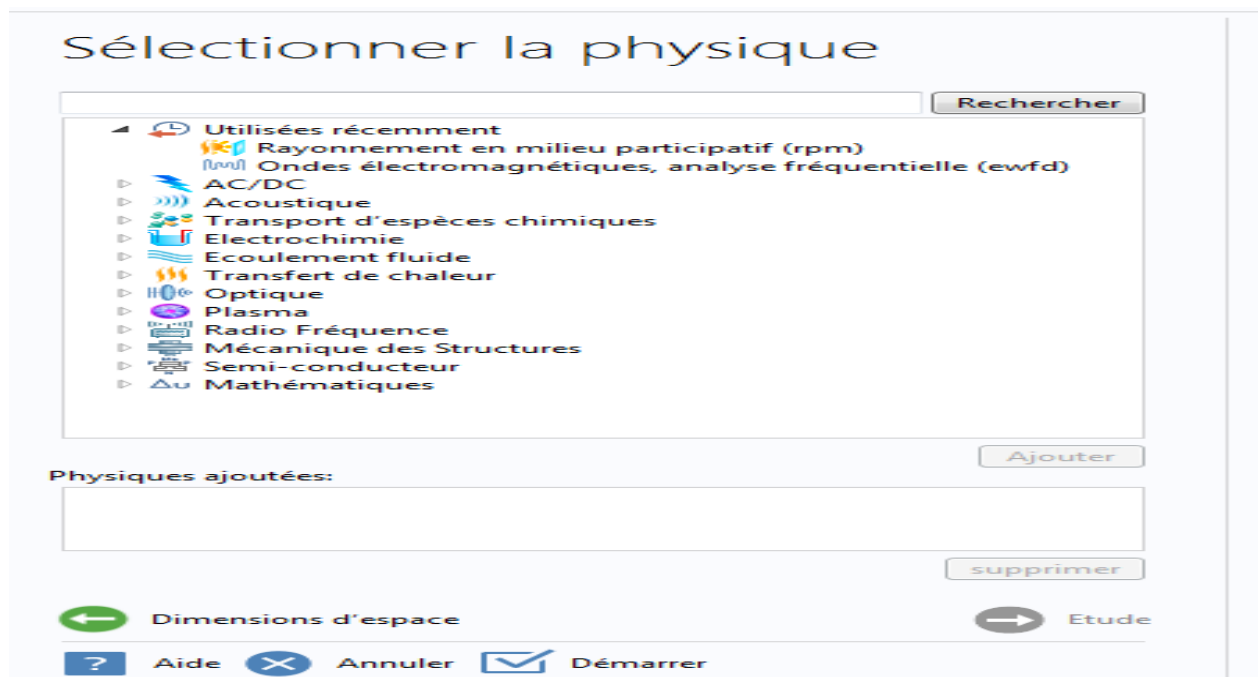 Sélectionner la physique
Rechercher
Utilisées récemment
Rayonnement en milieu participatif (rpm)
Ondes électromagnétiques, analyse fréquentielle (ewfd)
AC/DC
Acoustique
Transport d'espèces chimiques
Electrochimie
Ecoulement fluide
Transfert de chaleur
Optique
Plasma
Radio Fréquence
Mécanique des Structures
Semi-conducteur
Δu Mathématiques
Ajouter
Physiques ajoutées:
supprimer
Dimensions d'espace
Etude
? Aide Annuler Démarrer